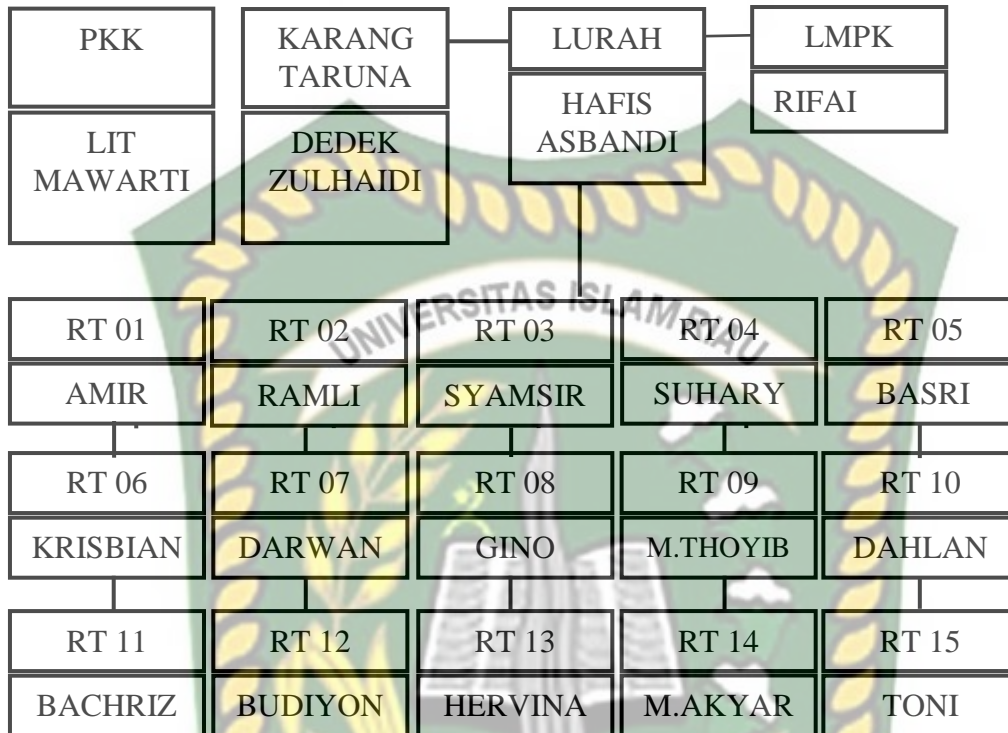 PKK
LIT
MAWARTI
KARANG
TARUNA
DEDEK
ZULHAIDI
LURAH
HAFIS
ASBANDI
LMPK
RIFAI
UNIVERSITAS ISLAM RIAU
RT 01
AMIR
RT 02
RAMLI
RT 03
SYAMSIR
RT 04
SUHARY
RT 05
BASRI
RT 06
KRISBIAN
RT 07
DARWAN
RT 08
GINO
RT 09
M.THOYIB
RT 10
DAHLAN
RT 11
BACHRIZ
RT 12
BUDIYON
RT 13
HERVINA
RT 14
M.AKYAR
RT 15
TONI